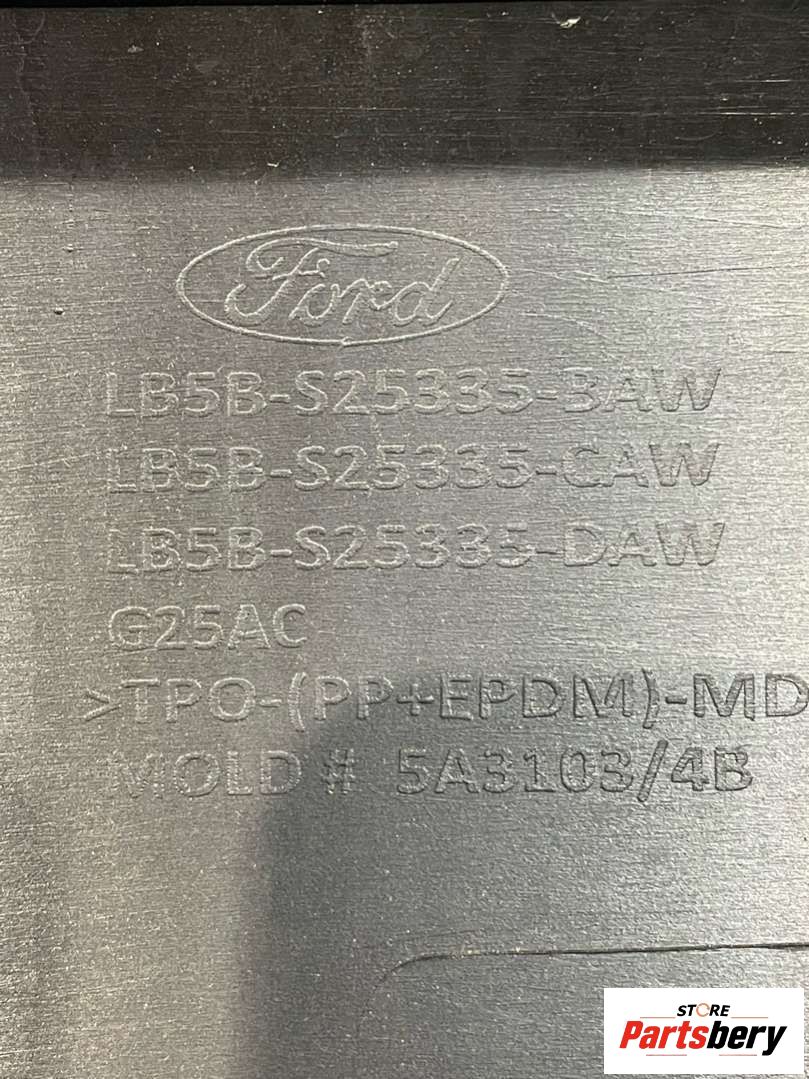 Ford
LB5B-S25335-BAW
LB5B-S25335-CAW
LB5B-S25335-DAW
G25AC
>TPO-(PP+EPDM)-MD
MOLD # 5A3103/4B
STORE
Partsbery